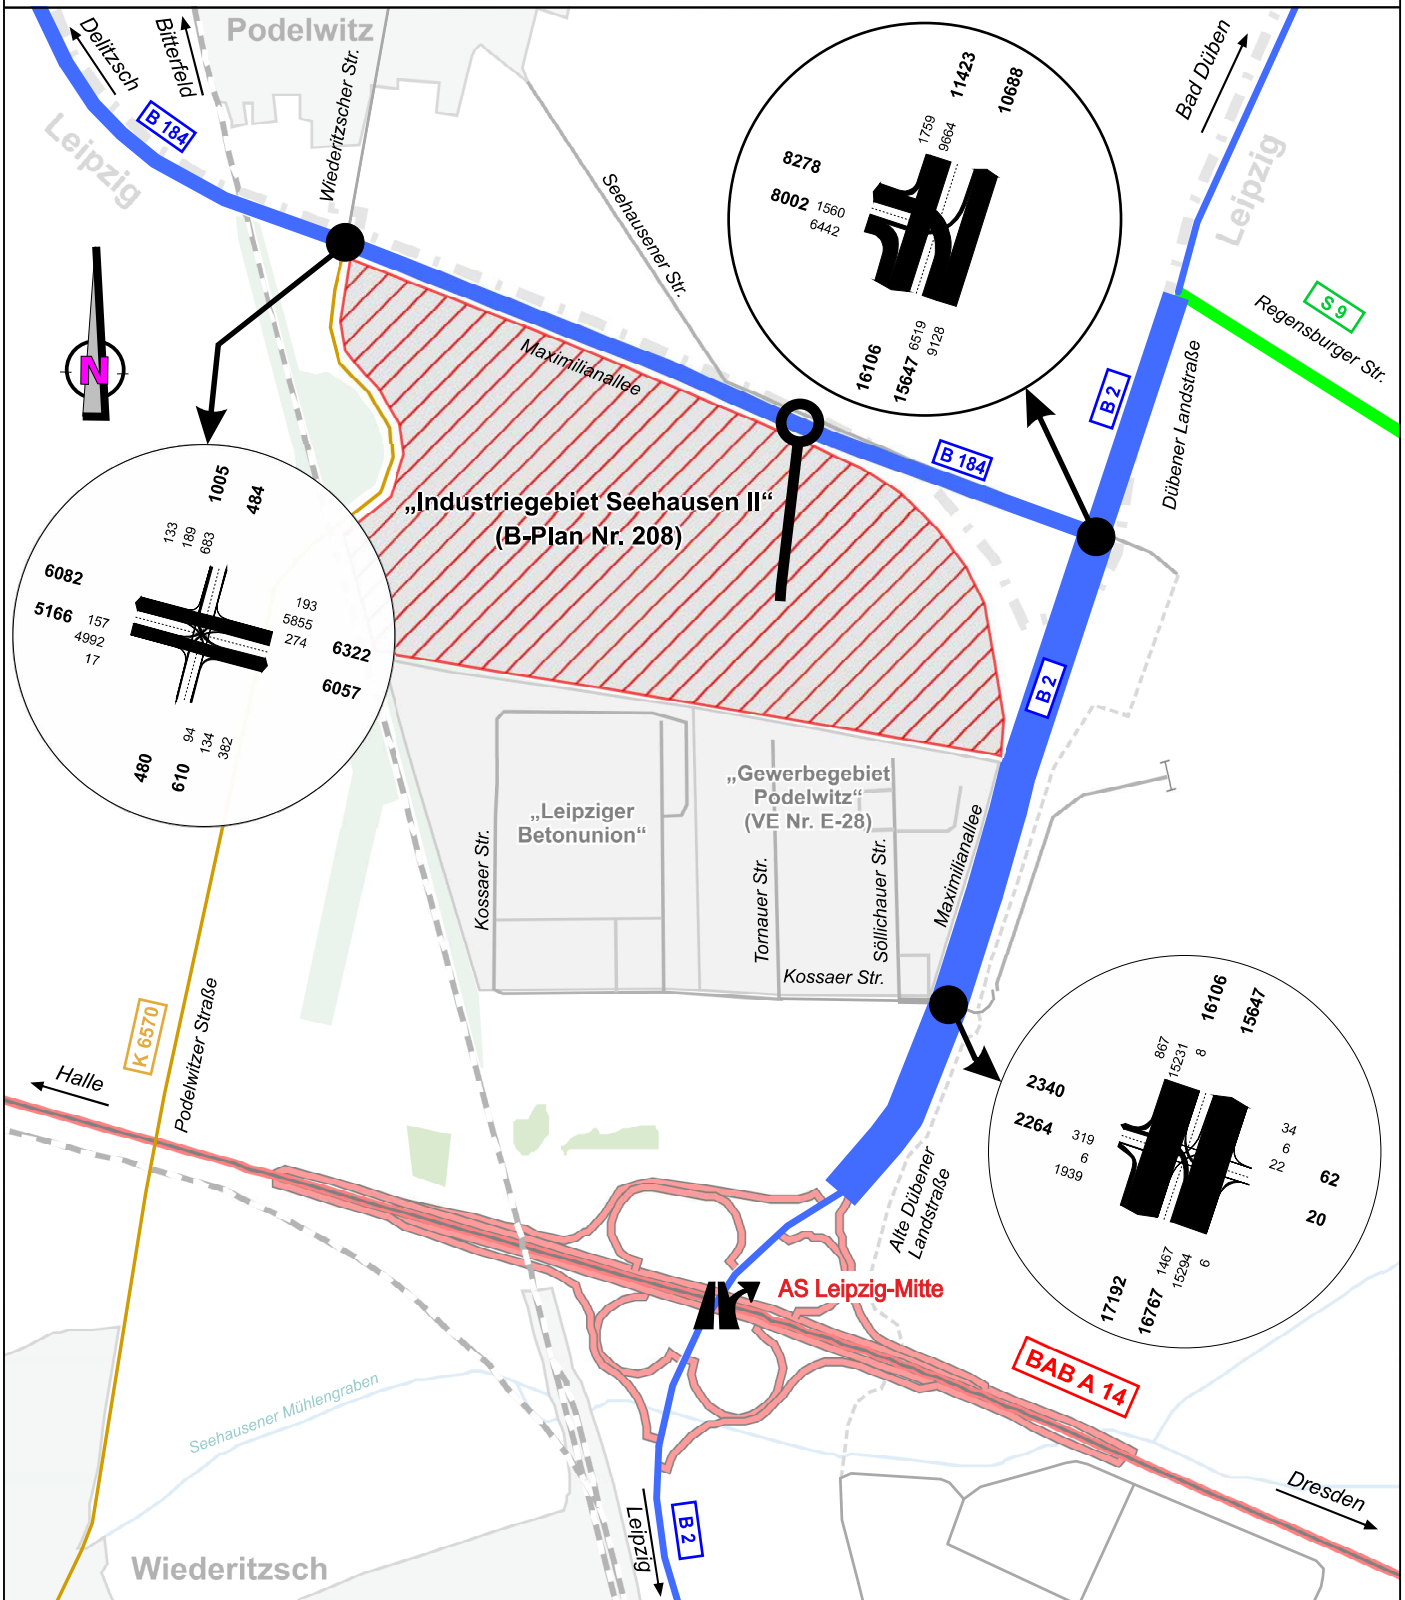 Podelwitz
Delitzsch
Bitterfeld
Leipzig
B 184
Wiederitzscher Str.
Seehausener Str.
11423
10688
1759
9664
8278
8002
1560
6442
16106
15647
6519
9128
Bad Düben
Leipzig
S 9
Regensburger Str.
B 2
Dübener Landstraße
N
Maximilianallee
B 184
„Industriegebiet Seehausen II“
(B-Plan Nr. 208)
1005
484
133
189
683
6082
5166
157
4992
17
193
5855
274
6322
6057
94
134
382
480
610
B 2
„Leipziger
Betonunion“
„Gewerbegebiet
Podelwitz“
(VE Nr. E-28)
Kossaer Str.
Tornauer Str.
Söllichauer Str.
Maximilianallee
Kossaer Str.
K 6570
Podelwitzer Straße
Halle
16106
15647
867
15231
8
2340
2264
319
6
1939
34
6
22
62
20
1467
15294
6
17192
16767
Alte Dübener
Landstraße
AS Leipzig-Mitte
BAB A 14
Seehausener Mühlengraben
Dresden
Leipzig
B 2
Wiederitzsch